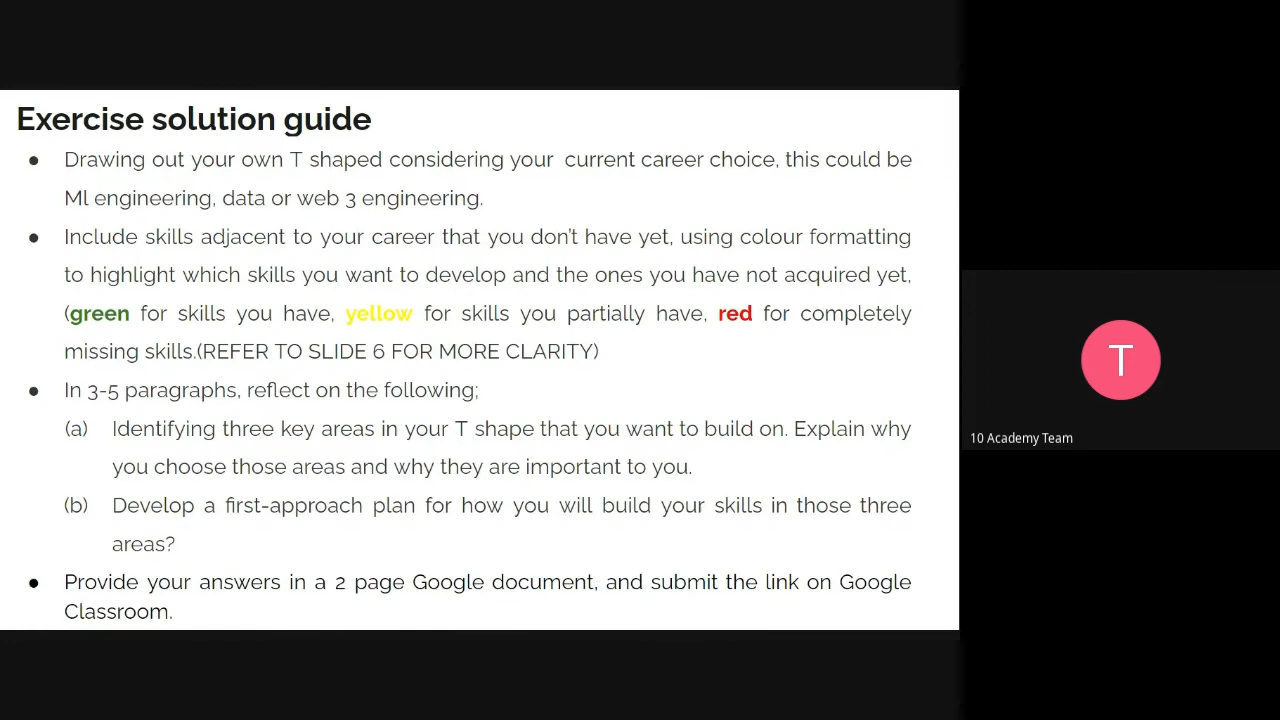 Exercise solution guide
● Drawing out your own T shaped considering your current career choice, this could be
Ml engineering, data or web 3 engineering.
● Include skills adjacent to your career that you don't have yet, using colour formatting
to highlight which skills you want to develop and the ones you have not acquired yet,
(green for skills you have, yellow for skills you partially have, red for completely
missing skills.(REFER TO SLIDE 6 FOR MORE CLARITY)
● In 3-5 paragraphs, reflect on the following;
(a) Identifying three key areas in your T shape that you want to build on. Explain why
you choose those areas and why they are important to you.
(b) Develop a first-approach plan for how you will build your skills in those three
areas?
● Provide your answers in a 2 page Google document, and submit the link on Google
Classroom.
T
10 Academy Team